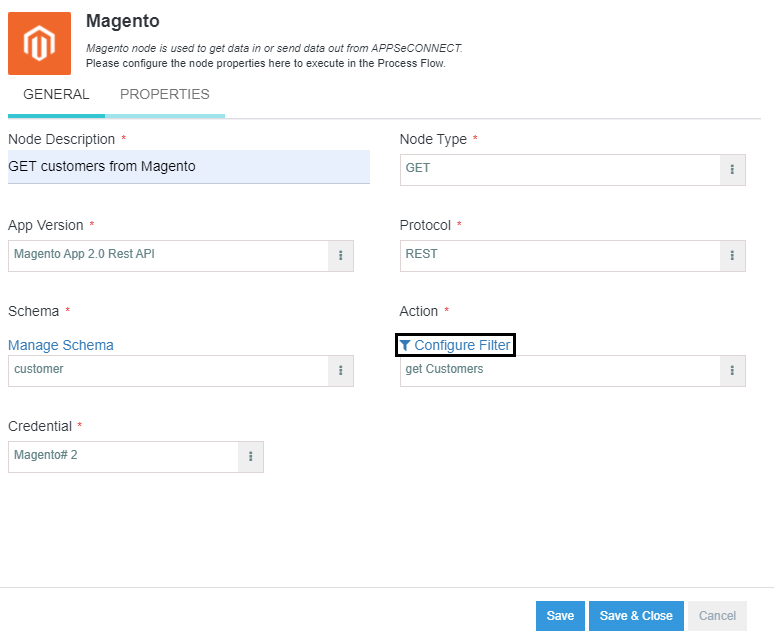 Magento
Magento node is used to get data in or send data out from APPSeCONNECT.
Please configure the node properties here to execute in the Process Flow.
GENERAL PROPERTIES
Node Description *
Node Type *
GET customers from Magento
GET
App Version *
Protocol *
Magento App 2.0 Rest API
REST
Schema *
Action *
Manage Schema
Configure Filter
customer
get Customers
Credential *
Magento# 2
Save Save & Close Cancel